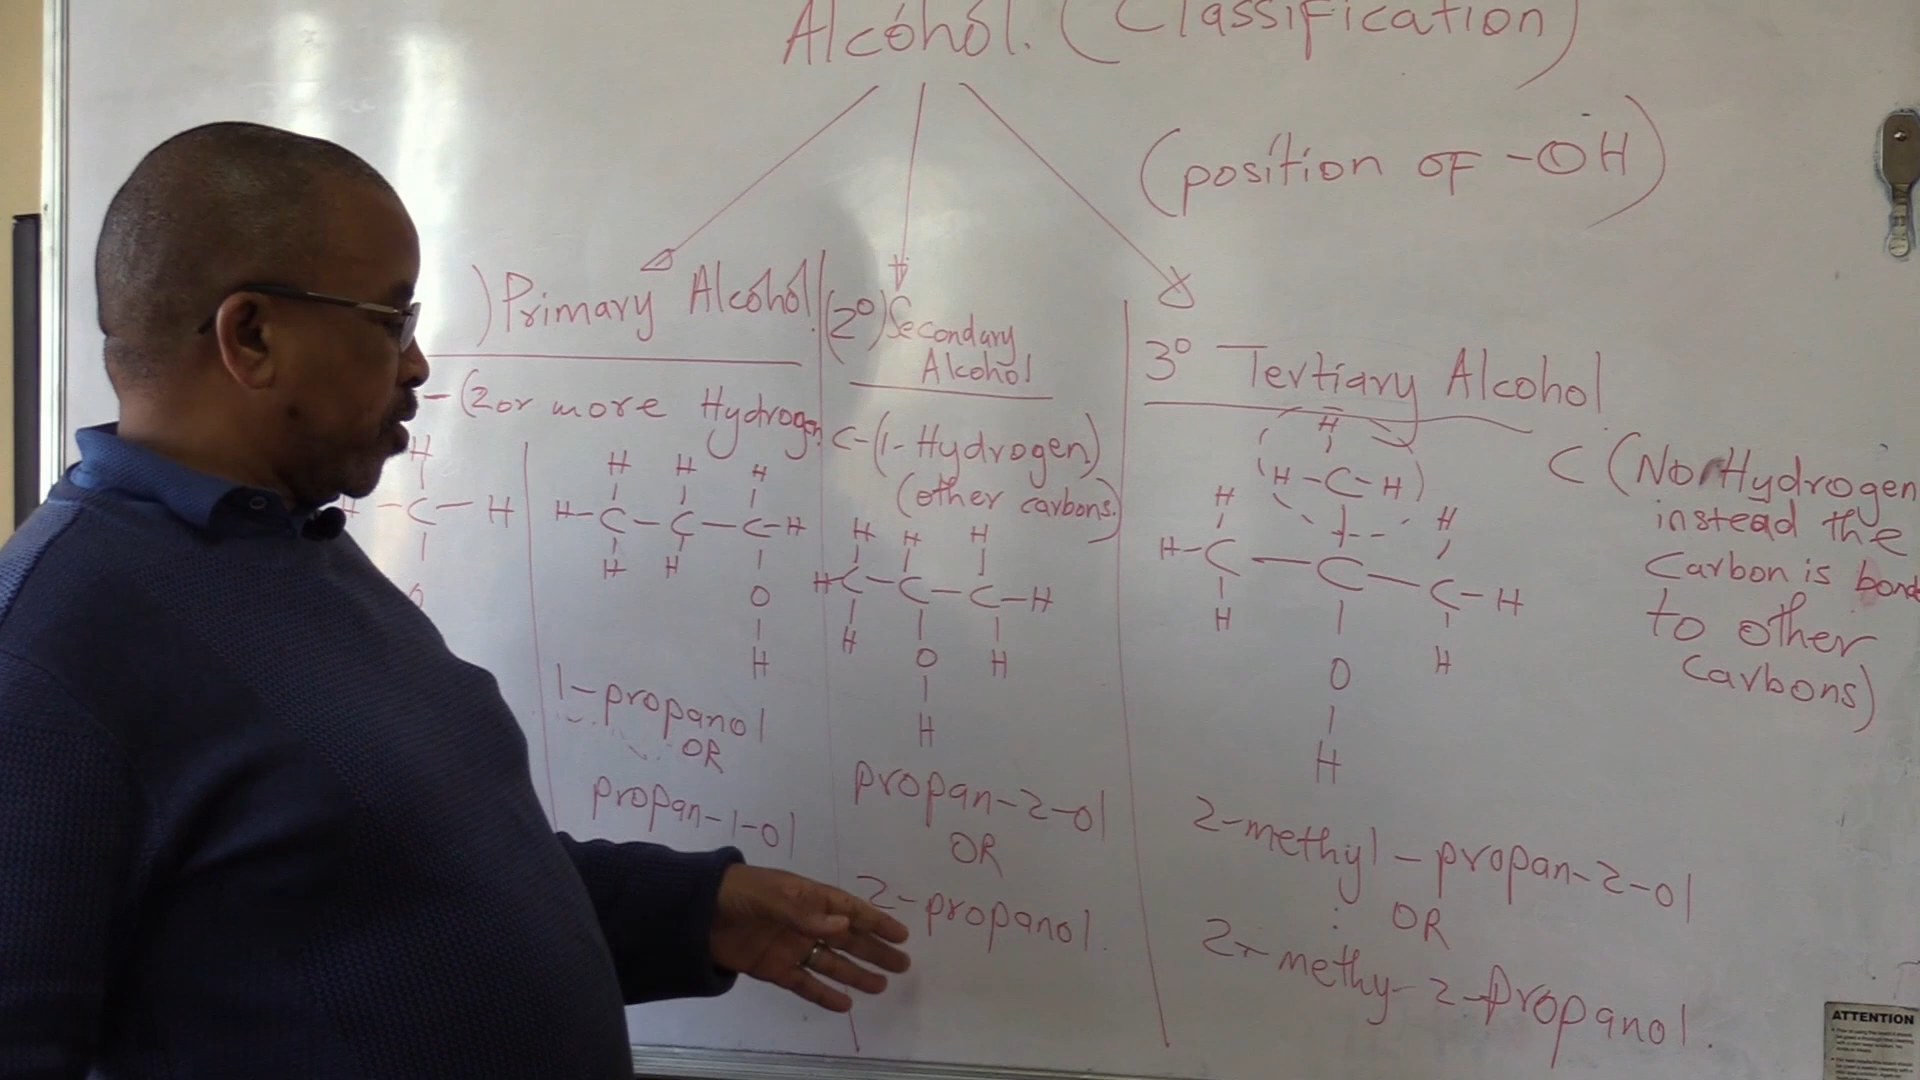 Alcohol. (Classification)
(position of -OH)
) Primary Alcohol.
-(2 or more Hydrogen.
H
H - C - H
O
H H H
H - C - C - C - H
H H
O
H
1-propanol
OR
propan-1-ol
(2°) Secondary
Alcohol
C-(1-Hydrogen)
(other carbons)
H H H
H C - C - C - H
H O H
H
propan-2-ol
OR
2-propanol.
3° Tertiary Alcohol
H
(H - C - H)
H H
H - C - C - C - H
H O H
H
C (No Hydrogen
instead the
Carbon is bond
to other
carbons)
2-methyl-propan-2-ol
OR
2-methy-2-propanol.
ATTENTION